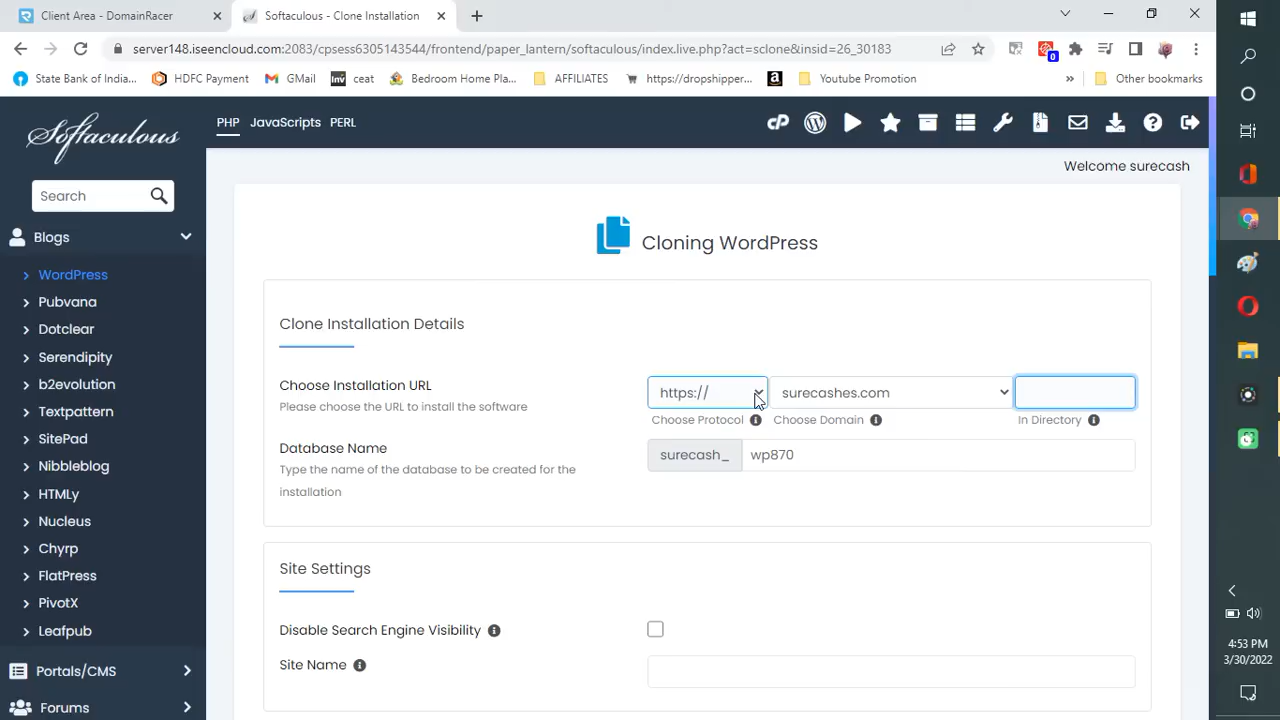 Client Area - DomainRacer
Softaculous - Clone Installation
server148.iseencloud.com:2083/cpsess6305143544/frontend/paper_lantern/softaculous/index.live.php?act=sclone&insid=26_30183
0
State Bank of India...
HDFC Payment
GMail
inv
ceat
Bedroom Home Pla...
AFFILIATES
https://dropshipper...
a
Youtube Promotion
»
Other bookmarks
Softaculous
PHP
JavaScripts
PERL
cP
Welcome surecash
Search
Blogs
WordPress
Pubvana
Dotclear
Serendipity
b2evolution
Textpattern
SitePad
Nibbleblog
HTMLy
Nucleus
Chyrp
FlatPress
PivotX
Leafpub
Portals/CMS
Forums
Cloning WordPress
Clone Installation Details
Choose Installation URL
Please choose the URL to install the software
https://
surecashes.com
Choose Protocol
Choose Domain
In Directory
Database Name
Type the name of the database to be created for the
installation
surecash_
wp870
Site Settings
Disable Search Engine Visibility
Site Name
4:53 PM
3/30/2022